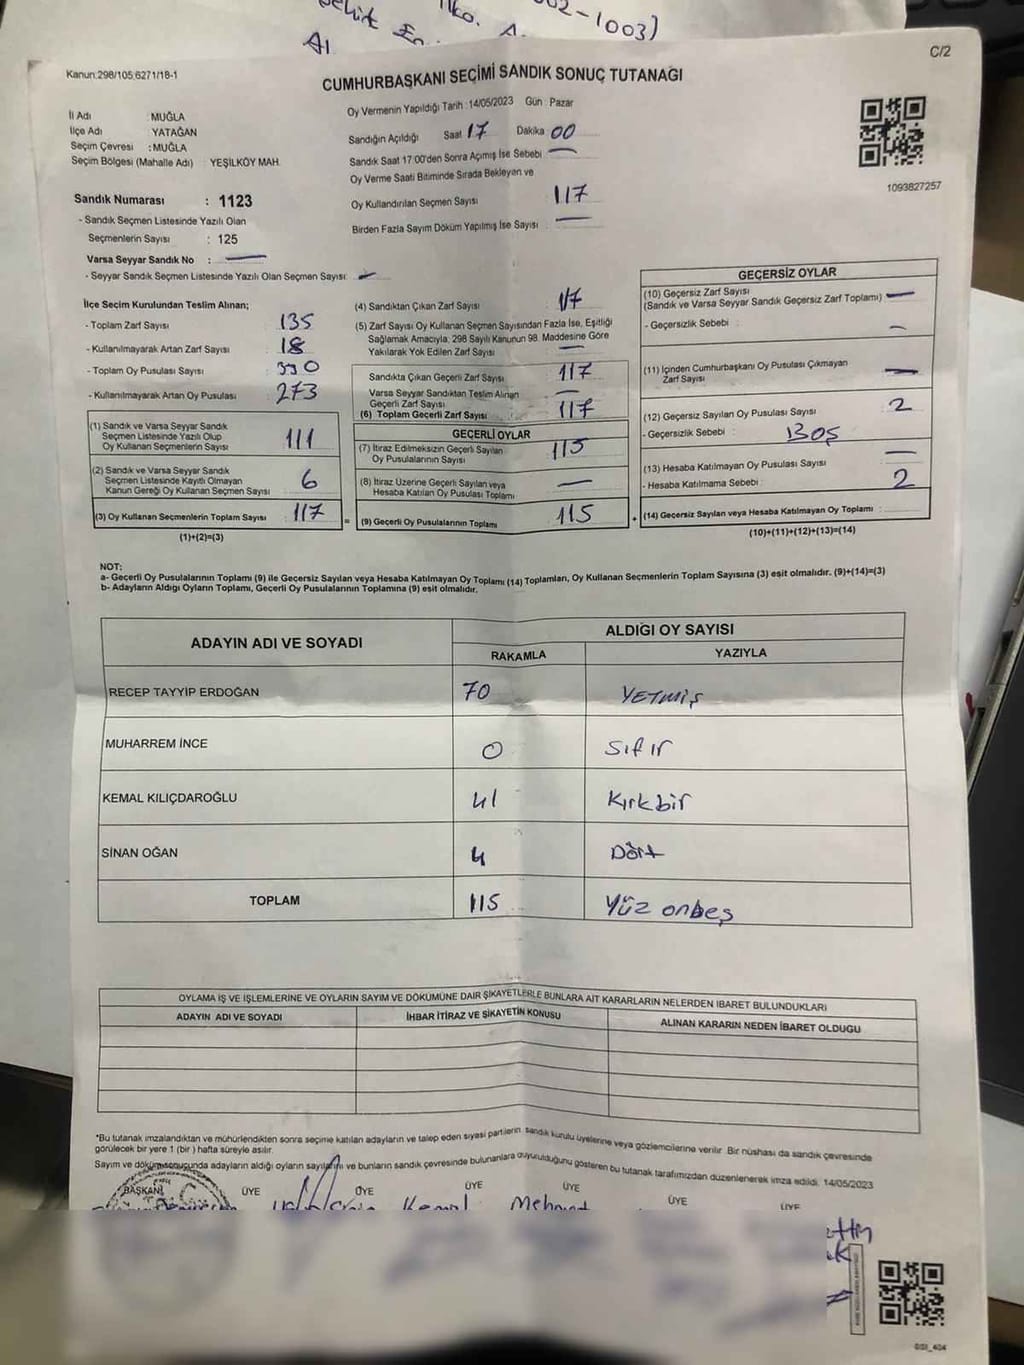 002-1003)
C/2
Kanun:298/105,6271/18-1
CUMHURBAŞKANI SEÇİMİ SANDIK SONUÇ TUTANAĞI
İl Adı : MUĞLA
İlçe Adı : YATAĞAN
Seçim Çevresi : MUĞLA
Seçim Bölgesi (Mahalle Adı) : YEŞİLKÖY MAH.
Sandık Numarası : 1123
- Sandık Seçmen Listesinde Yazılı Olan
Seçmenlerin Sayısı : 125
Varsa Seyyar Sandık No : —
- Seyyar Sandık Seçmen Listesinde Yazılı Olan Seçmen Sayısı: —
Oy Vermenin Yapıldığı Tarih :14/05/2023 Gün : Pazar
Sandığın Açıldığı Saat 17 Dakika 00
Sandık Saat 17:00'den Sonra Açımış İse Sebebi —
Oy Verme Saati Bitiminde Sırada Bekleyen ve
Oy Kullandırılan Seçmen Sayısı 117
Birden Fazla Sayım Döküm Yapılmış İse Sayısı : —
1093827257
İlçe Seçim Kurulundan Teslim Alınan;
- Toplam Zarf Sayısı : 135
- Kullanılmayarak Artan Zarf Sayısı : 18
- Toplam Oy Pusulası Sayısı : 390
- Kullanılmayarak Artan Oy Pusulası : 273
(1) Sandık ve Varsa Seyyar Sandık
Seçmen Listesinde Yazılı Olup
Oy Kullanan Seçmenlerin Sayısı 111
(2) Sandık ve Varsa Seyyar Sandık
Seçmen Listesinde Kayıtlı Olmayan
Kanun Gereği Oy Kullanan Seçmen Sayısı 6
(3) Oy Kullanan Seçmenlerin Toplam Sayısı 117
(1)+(2)=(3)
(4) Sandıktan Çıkan Zarf Sayısı : 117
(5) Zarf Sayısı Oy Kullanan Seçmen Sayısından Fazla İse, Eşitliği
Sağlamak Amacıyla, 298 Sayılı Kanunun 98. Maddesine Göre
Yakılarak Yok Edilen Zarf Sayısı : —
Sandıkta Çıkan Geçerli Zarf Sayısı : 117
Varsa Seyyar Sandıktan Teslim Alınan
Geçerli Zarf Sayısı : —
(6) Toplam Geçerli Zarf Sayısı : 117
GEÇERLİ OYLAR
(7) İtiraz Edilmeksizin Geçerli Sayılan
Oy Pusulalarının Sayısı 115
(8) İtiraz Üzerine Geçerli Sayılan veya
Hesaba Katılan Oy Pusulası Toplamı —
= (9) Geçerli Oy Pusulalarının Toplamı 115
GEÇERSİZ OYLAR
(10) Geçersiz Zarf Sayısı
(Sandık ve Varsa Seyyar Sandık Geçersiz Zarf Toplamı) —
- Geçersizlik Sebebi : —
(11) İçinden Cumhurbaşkanı Oy Pusulası Çıkmayan
Zarf Sayısı —
(12) Geçersiz Sayılan Oy Pusulası Sayısı 2
- Geçersizlik Sebebi : BOŞ
(13) Hesaba Katılmayan Oy Pusulası Sayısı —
- Hesaba Katılmama Sebebi : 2
+ (14) Geçersiz Sayılan veya Hesaba Katılmayan Oy Toplamı :
(10)+(11)+(12)+(13)=(14)
NOT:
a- Geçerli Oy Pusulalarının Toplamı (9) ile Geçersiz Sayılan veya Hesaba Katılmayan Oy Toplamı (14) Toplamları, Oy Kullanan Seçmenlerin Toplam Sayısına (3) eşit olmalıdır. (9)+(14)=(3)
b- Adayların Aldığı Oyların Toplamı, Geçerli Oy Pusulalarının Toplamına (9) eşit olmalıdır.
ADAYIN ADI VE SOYADI
ALDIĞI OY SAYISI
RAKAMLA YAZIYLA
RECEP TAYYİP ERDOĞAN 70 YETMİŞ
MUHARREM İNCE 0 Sıfır
KEMAL KILIÇDAROĞLU 41 Kırkbir
SİNAN OĞAN 4 Dört
TOPLAM 115 Yüz onbeş
OYLAMA İŞ VE İŞLEMLERİNE VE OYLARIN SAYIM VE DÖKÜMÜNE DAİR ŞİKAYETLERLE BUNLARA AİT KARARLARIN NELERDEN İBARET BULUNDUKLARI
ADAYIN ADI VE SOYADI İHBAR İTİRAZ VE ŞİKAYETİN KONUSU ALINAN KARARIN NEDEN İBARET OLDUĞU
*Bu tutanak imzalandıktan ve mühürlendikten sonra seçime katılan adayların ve talep eden siyasi partilerin sandık kurulu üyelerine veya gözlemcilerine verilir. Bir nüshası da sandık çevresinde
görülecek bir yere 1 (bir) hafta süreyle asılır.
Sayım ve döküm sonucunda adayların aldığı oyların sayılarını ve bunların sandık çevresinde bulunanlara duyurulduğunu gösteren bu tutanak tarafımızdan düzenlenerek imza edildi. 14/05/2023
BAŞKAN ÜYE ÜYE ÜYE ÜYE ÜYE ÜYE
Kemal Mehmet